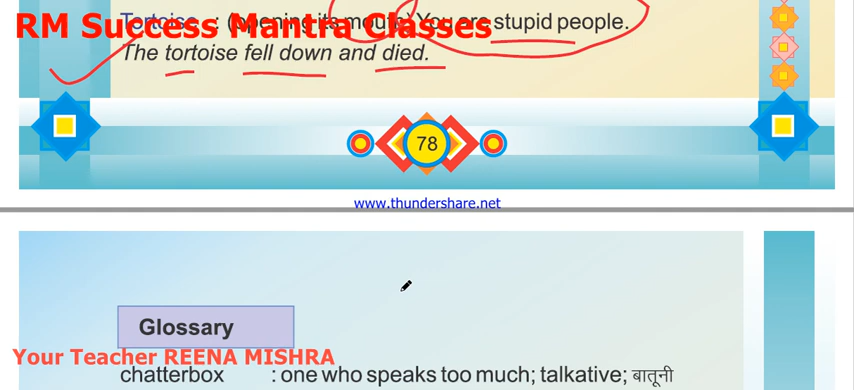 Tortoise : (Opening its mouth) You are stupid people.
RM Success Mantra Classes
The tortoise fell down and died.
78
www.thundershare.net
Glossary
Your Teacher REENA MISHRA
chatterbox : one who speaks too much; talkative; बातूनी